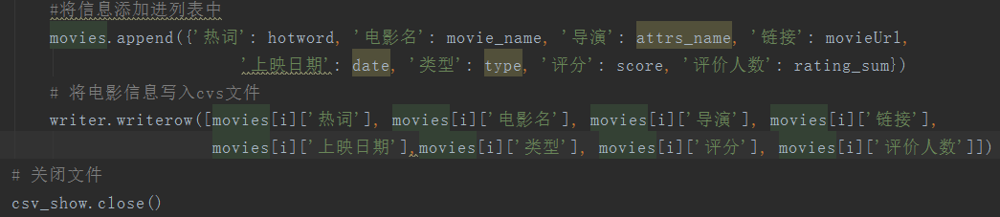 #将信息添加进列表中
movies.append({'热词': hotword, '电影名': movie_name, '导演': attrs_name, '链接': movieUrl,
'上映日期': date, '类型': type, '评分': score, '评价人数': rating_sum})
# 将电影信息写入cvs文件
writer.writerow([movies[i]['热词'], movies[i]['电影名'], movies[i]['导演'], movies[i]['链接'],
movies[i]['上映日期'],movies[i]['类型'], movies[i]['评分'], movies[i]['评价人数']])
# 关闭文件
csv_show.close()